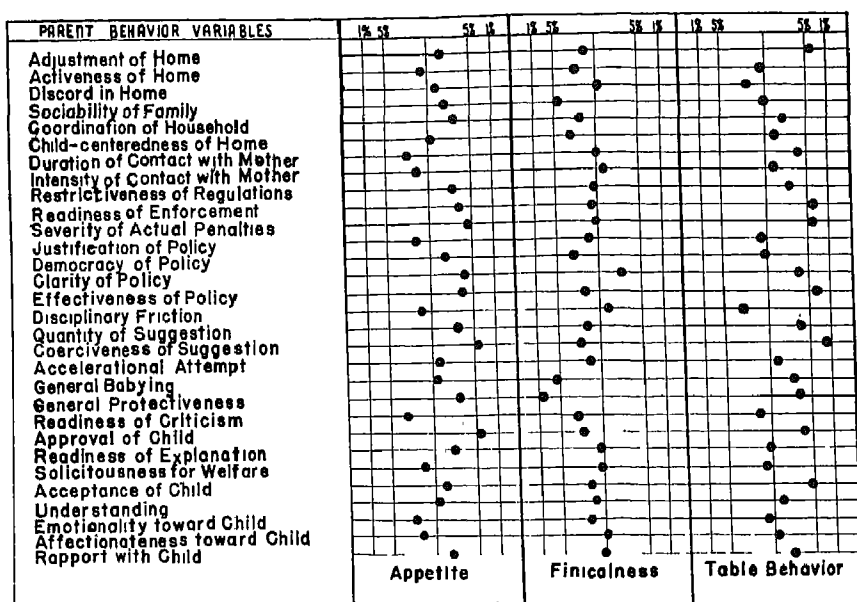 PARENT BEHAVIOR VARIABLES 1% 5% 5% 1% 1% 5% 5% 1% 1% 5% 5% 1%
Adjustment of Home
Activeness of Home
Discord in Home
Sociability of Family
Coordination of Household
Child-centeredness of Home
Duration of Contact with Mother
Intensity of Contact with Mother
Restrictiveness of Regulations
Readiness of Enforcement
Severity of Actual Penalties
Justification of Policy
Democracy of Policy
Clarity of Policy
Effectiveness of Policy
Disciplinary Friction
Quantity of Suggestion
Coerciveness of Suggestion
Accelerational Attempt
General Babying
General Protectiveness
Readiness of Criticism
Approval of Child
Readiness of Explanation
Solicitousness for Welfare
Acceptance of Child
Understanding
Emotionality toward Child
Affectionateness toward Child
Rapport with Child
Appetite Finicalness Table Behavior